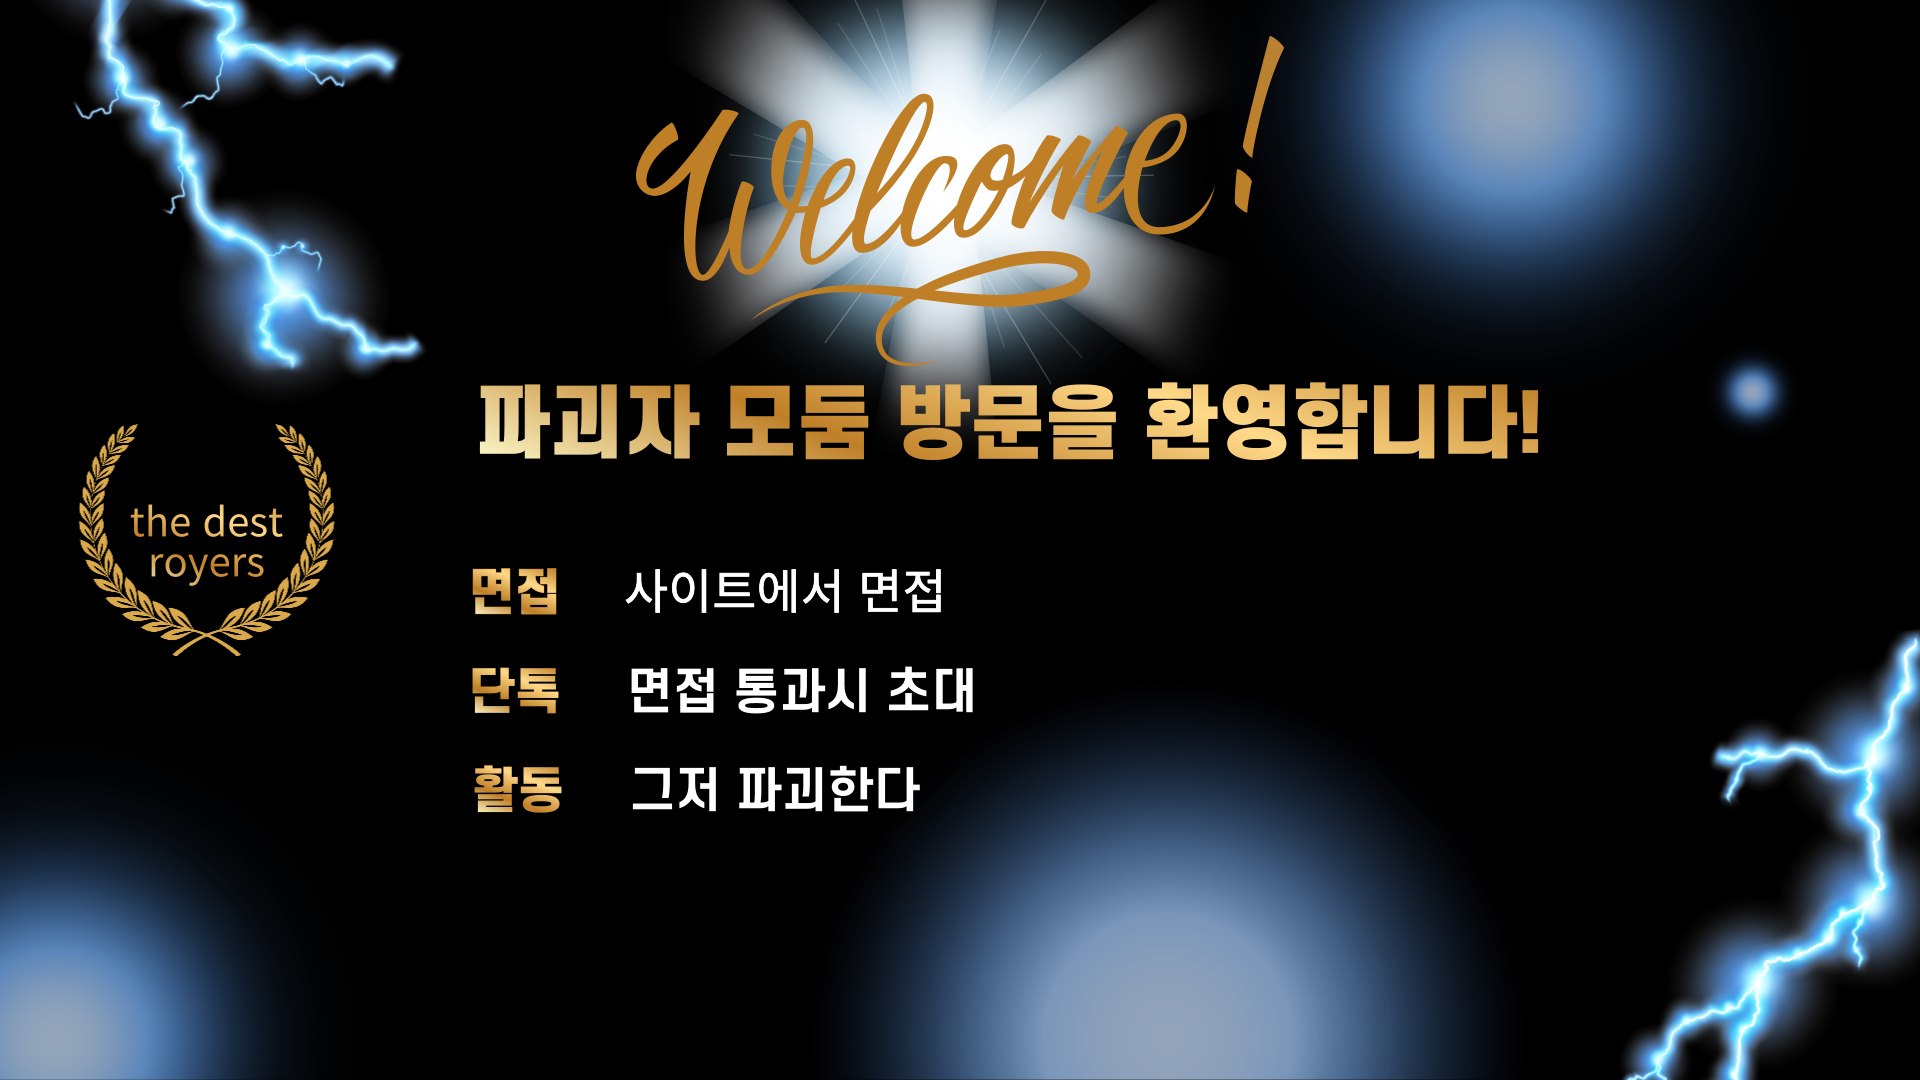 Welcome!
파괴자 모둠 방문을 환영합니다!
the dest
royers
면접 사이트에서 면접
단톡 면접 통과시 초대
활동 그저 파괴한다